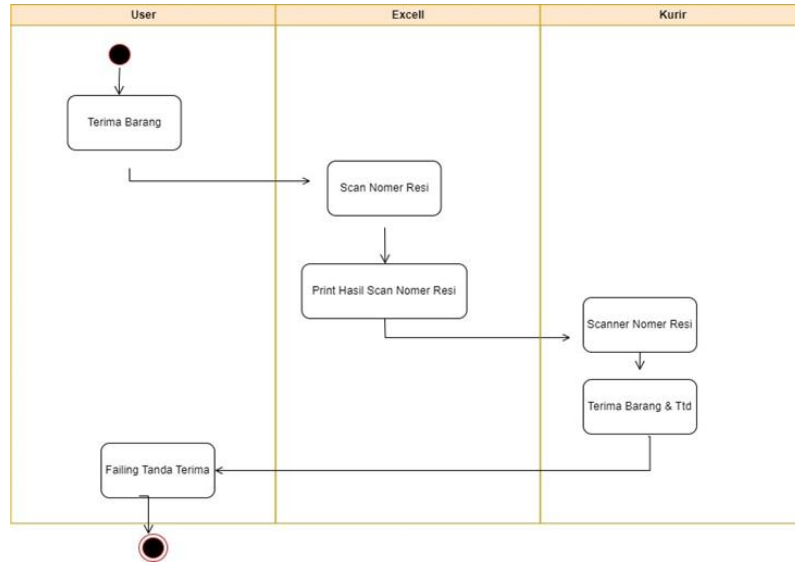 User
Excell
Kurir
Terima Barang
Scan Nomer Resi
Print Hasil Scan Nomer Resi
Scanner Nomer Resi
Terima Barang & Ttd
Failing Tanda Terima